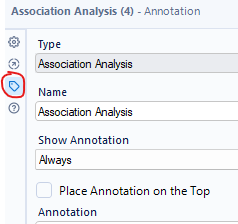 Association Analysis (4) - Annotation
Type
Association Analysis
Name
Association Analysis
Show Annotation
Always
Place Annotation on the Top
Annotation